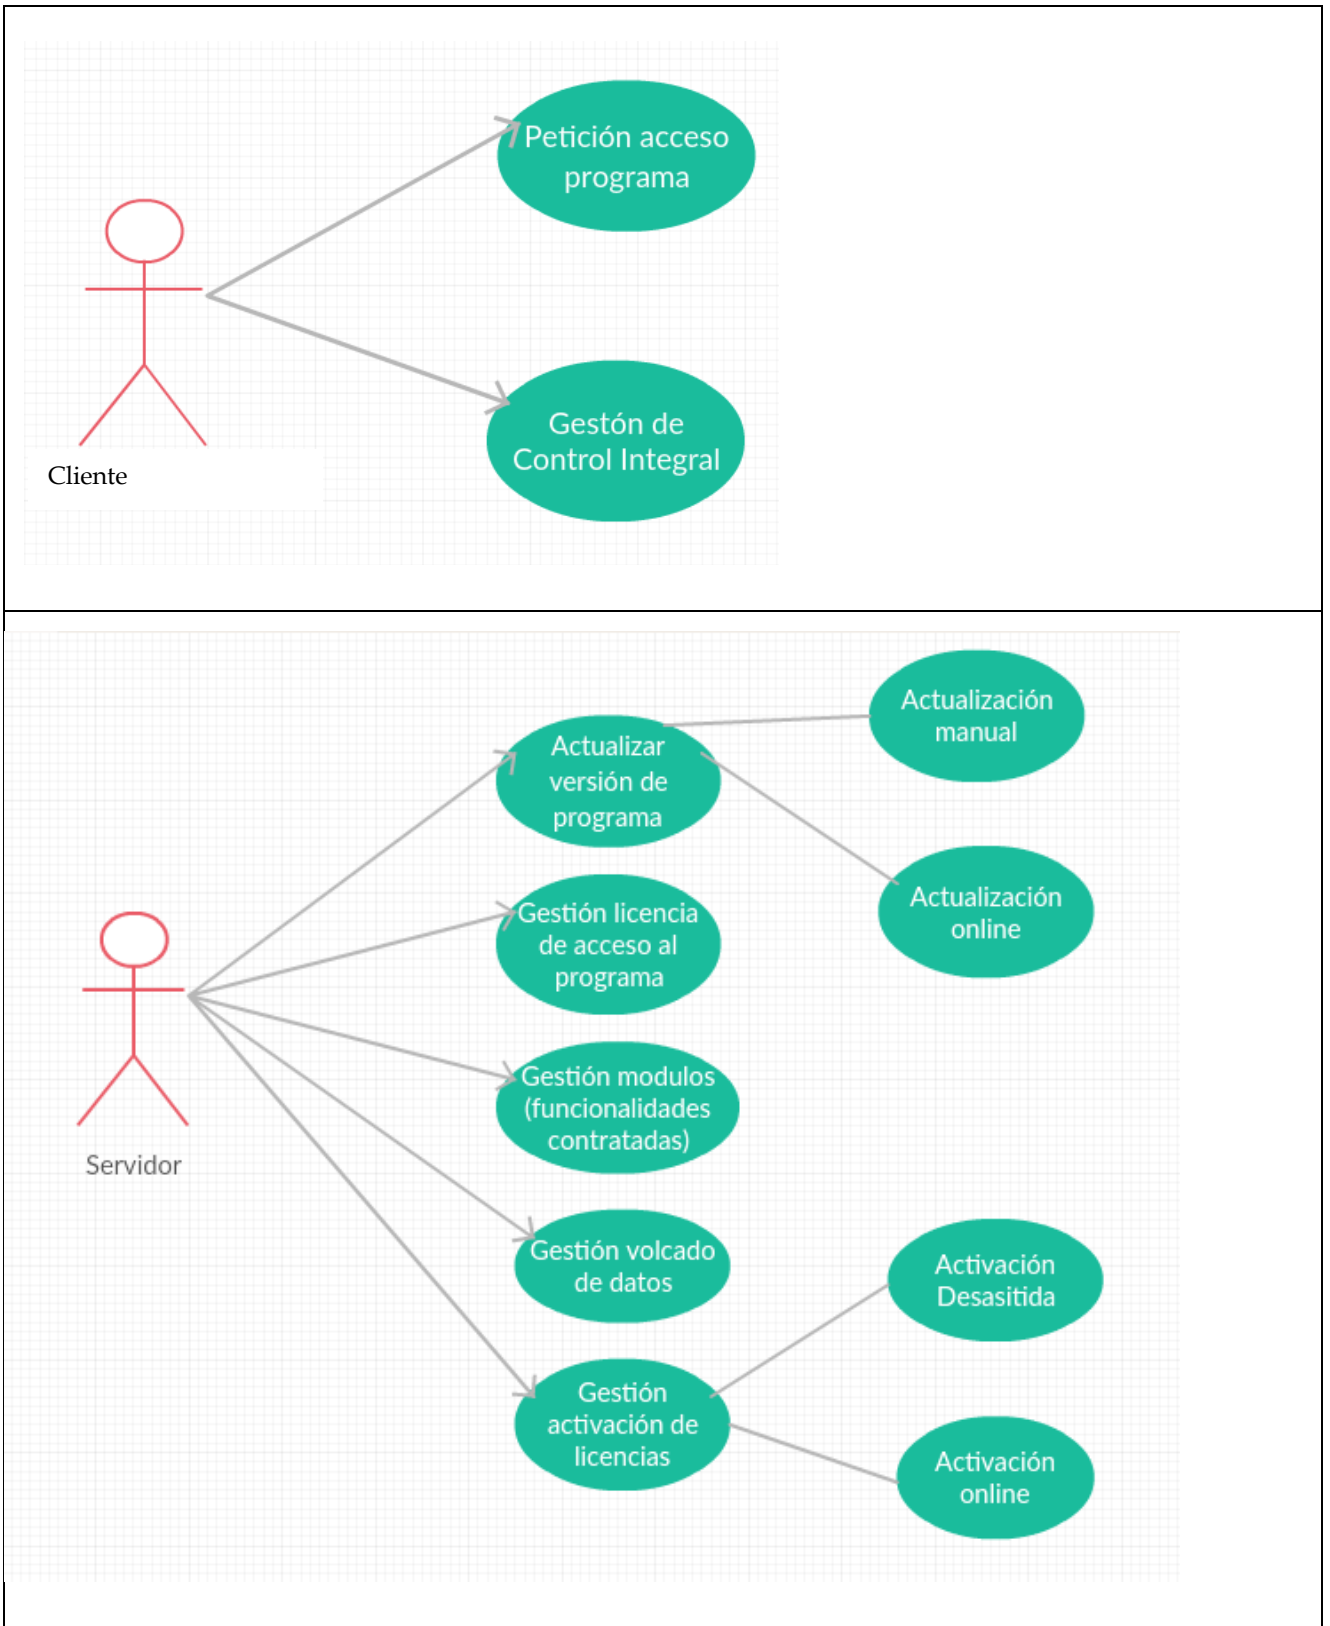 Petición acceso
programa
Gestón de
Control Integral
Cliente
Actualización
manual
Actualizar
versión de
programa
Actualización
online
Gestión licencia
de acceso al
programa
Gestión modulos
(funcionalidades
contratadas)
Servidor
Gestión volcado
de datos
Activación
Desasitida
Gestión
activación de
licencias
Activación
online